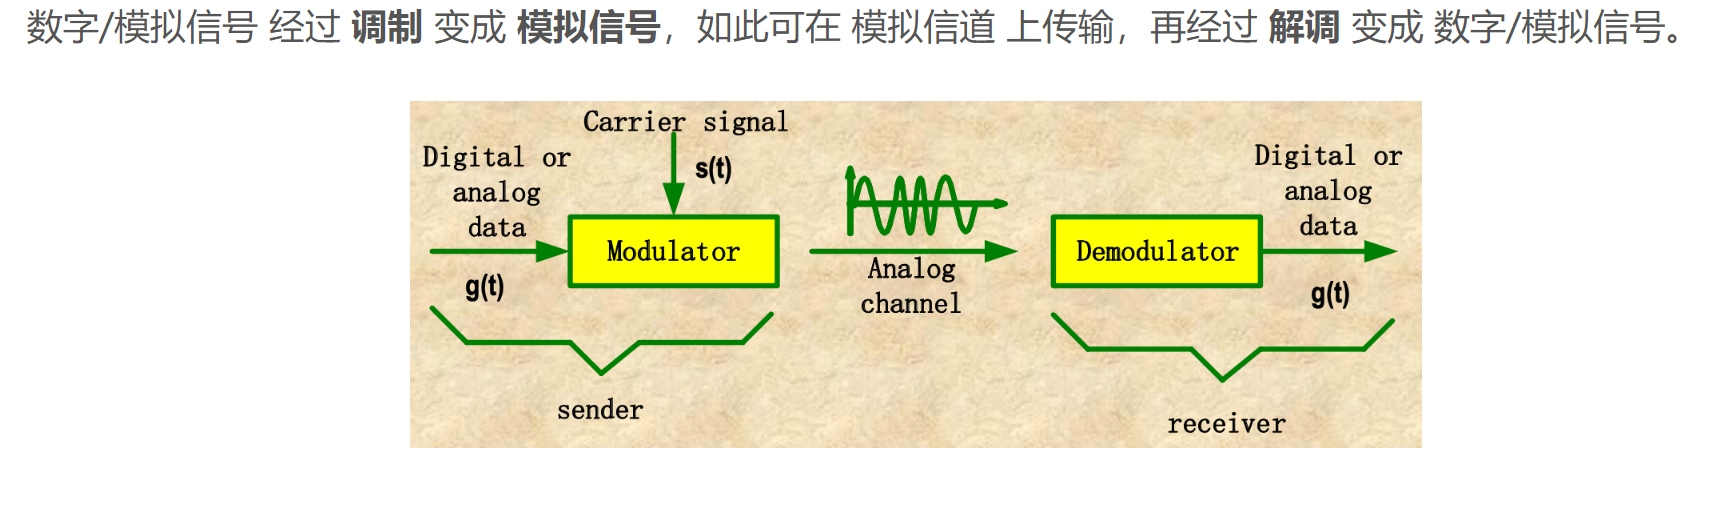 数字/模拟信号 经过 调制 变成 模拟信号，如此可在 模拟信道 上传输，再经过 解调 变成 数字/模拟信号。
Carrier signal
s(t)
Digital or
analog
data
g(t)
Modulator
Analog
channel
Demodulator
Digital or
analog
data
g(t)
sender
receiver